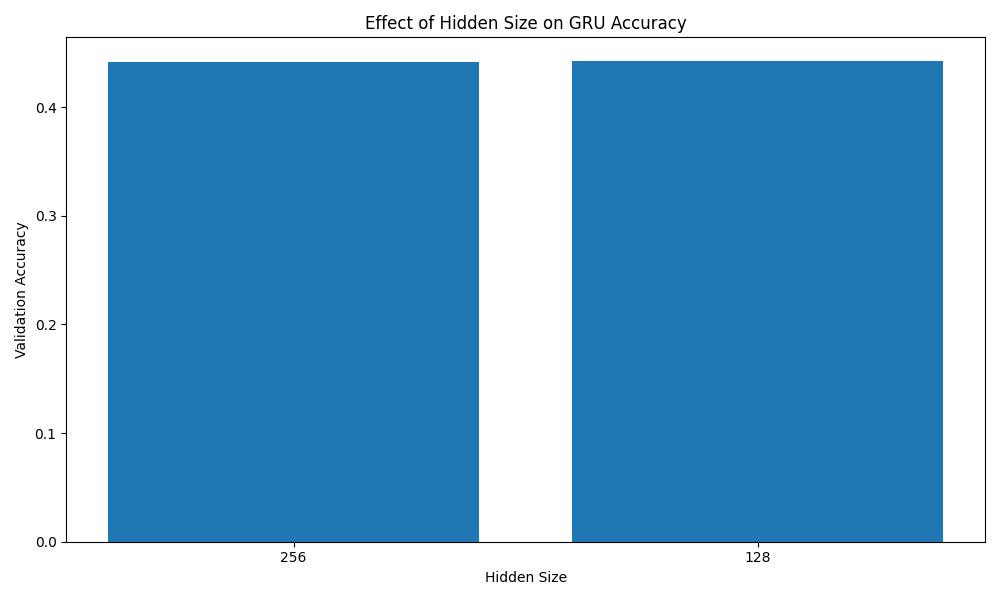 Effect of Hidden Size on GRU Accuracy
Validation Accuracy
0.4
0.3
0.2
0.1
0.0
256
128
Hidden Size